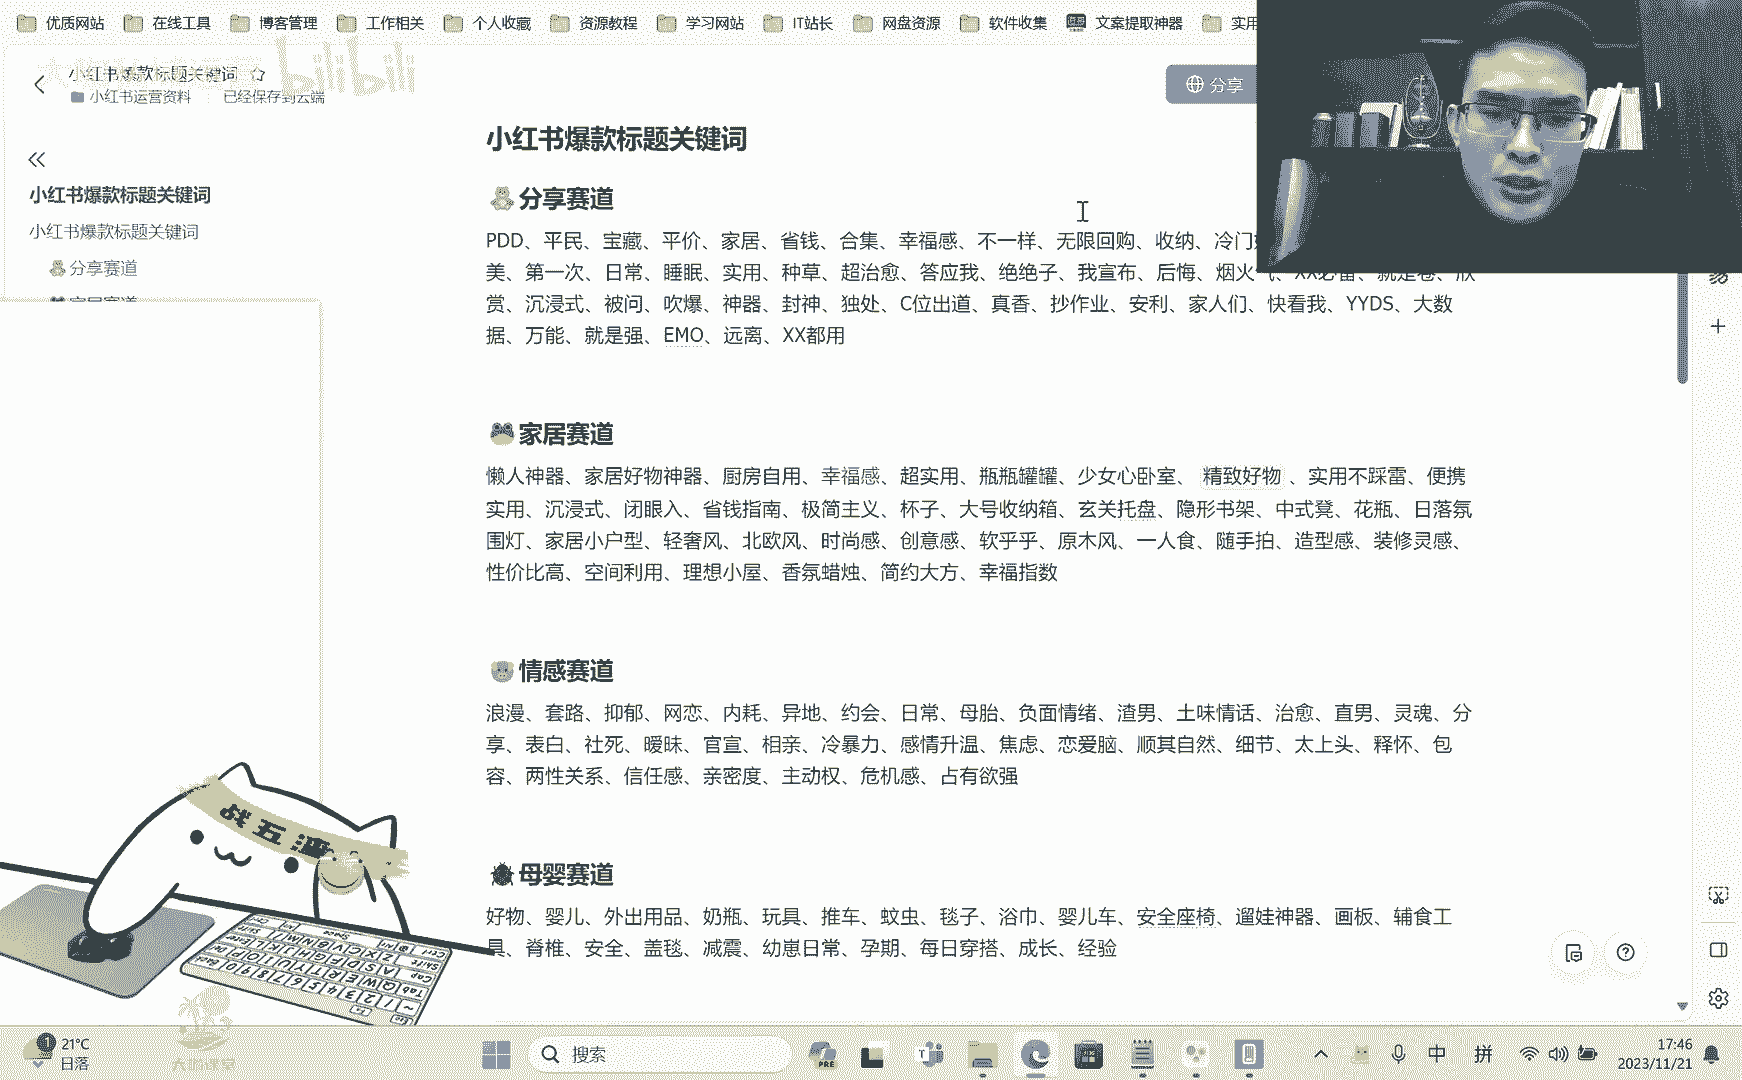 优质网站 在线工具 博客管理 工作相关 个人收藏 资源教程 学习网站 IT站长 网盘资源 软件收集 文案提取神器 实用
小红书爆款标题关键词
bilibili
小红书运营资料 已经保存到云端
分享
小红书爆款标题关键词
小红书爆款标题关键词
小红书爆款标题关键词
分享赛道
分享赛道
PDD、平民、宝藏、平价、家居、省钱、合集、幸福感、不一样、无限回购、收纳、冷门
美、第一次、日常、睡眠、实用、种草、超治愈、答应我、绝绝子、我宣布、后悔、烟火气、XX必备、就是卷、欣
赏、沉浸式、被问、吹爆、神器、封神、独处、C位出道、真香、抄作业、安利、家人们、快看我、YYDS、大数
据、万能、就是强、EMO、远离、XX都用
家居赛道
懒人神器、家居好物神器、厨房自用、幸福感、超实用、瓶瓶罐罐、少女心卧室、精致好物、实用不踩雷、便携
实用、沉浸式、闭眼入、省钱指南、极简主义、杯子、大号收纳箱、玄关托盘、隐形书架、中式凳、花瓶、日落氛
围灯、家居小户型、轻奢风、北欧风、时尚感、创意感、软乎乎、原木风、一人食、随手拍、造型感、装修灵感、
性价比高、空间利用、理想小屋、香氛蜡烛、简约大方、幸福指数
情感赛道
浪漫、套路、抑郁、网恋、内耗、异地、约会、日常、母胎、负面情绪、渣男、土味情话、治愈、直男、灵魂、分
享、表白、社死、暧昧、官宣、相亲、冷暴力、感情升温、焦虑、恋爱脑、顺其自然、细节、太上头、释怀、包
容、两性关系、信任感、亲密度、主动权、危机感、占有欲强
母婴赛道
好物、婴儿、外出用品、奶瓶、玩具、推车、蚊虫、毯子、浴巾、婴儿车、安全座椅、遛娃神器、画板、辅食工
具、脊椎、安全、盖毯、减震、幼崽日常、孕期、每日穿搭、成长、经验
战五渣
21°C
日落
搜索
中 拼
17:46
2023/11/21